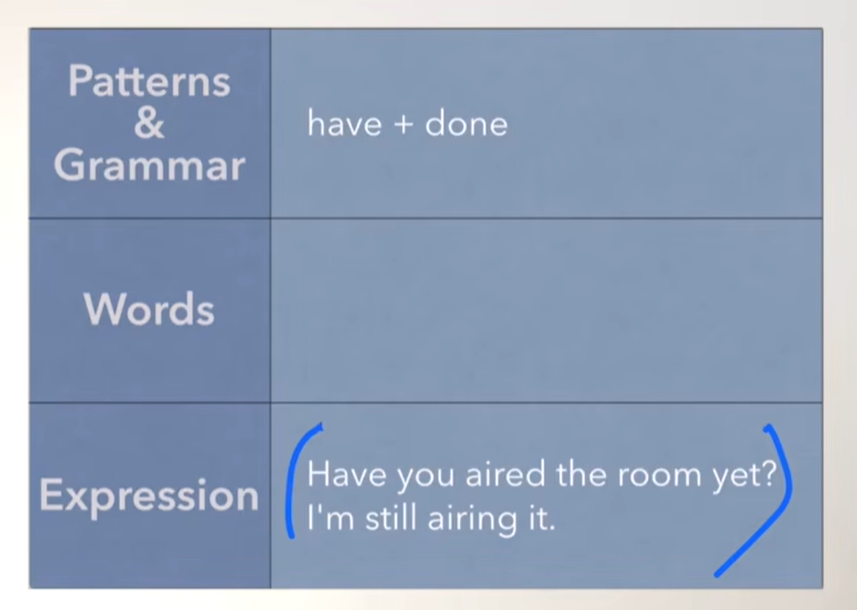 Patterns
&
Grammar
have + done
Words
Expression
Have you aired the room yet?
I'm still airing it.